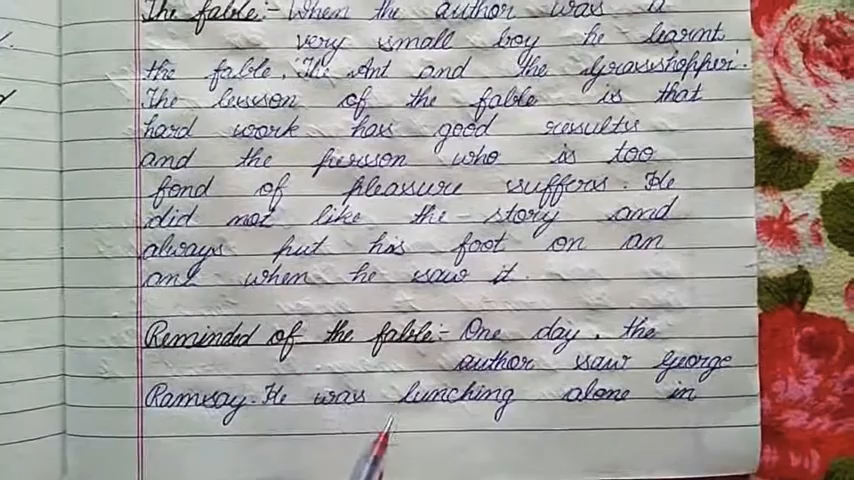 The fable:- When the author was a
very small boy he learnt
the fable, 'The Ant and the Grasshopper'.
The lesson of the fable is that
hard work has good results
and the person who is too
fond of pleasure suffers. He
did not like the story and
always put his foot on an
ant when he saw it.
Reminded of the fable:- One day, the
author saw George
Ramsay. He was lunching alone in